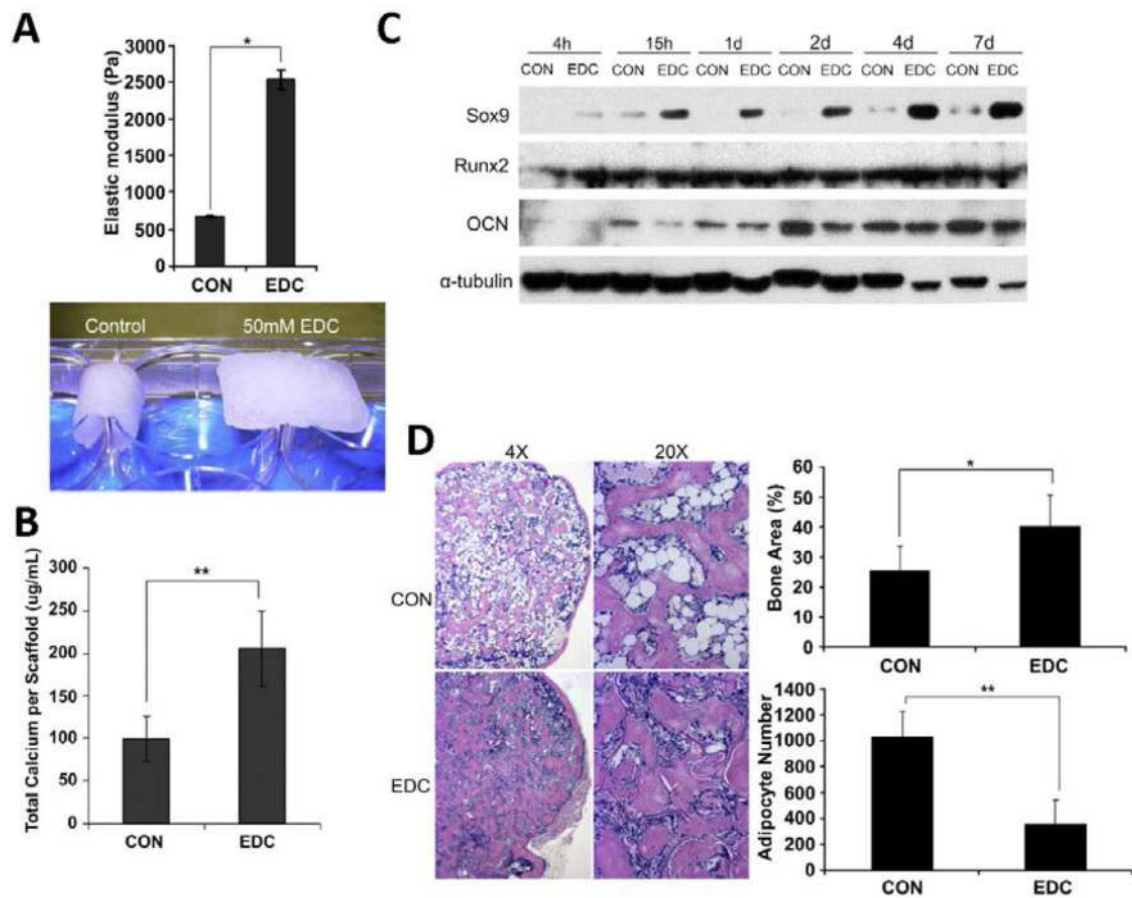 A
Elastic modulus (Pa)
3000
2500
2000
1500
1000
500
0
*
CON EDC
Control 50mM EDC
B
Total Calcium per Scaffold (ug/mL)
300
250
200
150
100
50
0
**
CON EDC
C
4h 15h 1d 2d 4d 7d
CON EDC CON EDC CON EDC CON EDC CON EDC CON EDC
Sox9
Runx2
OCN
α-tubulin
D
4X 20X
CON
EDC
Bone Area (%)
60
50
40
30
20
10
0
*
CON EDC
Adipocyte Number
1400
1200
1000
800
600
400
200
0
**
CON EDC